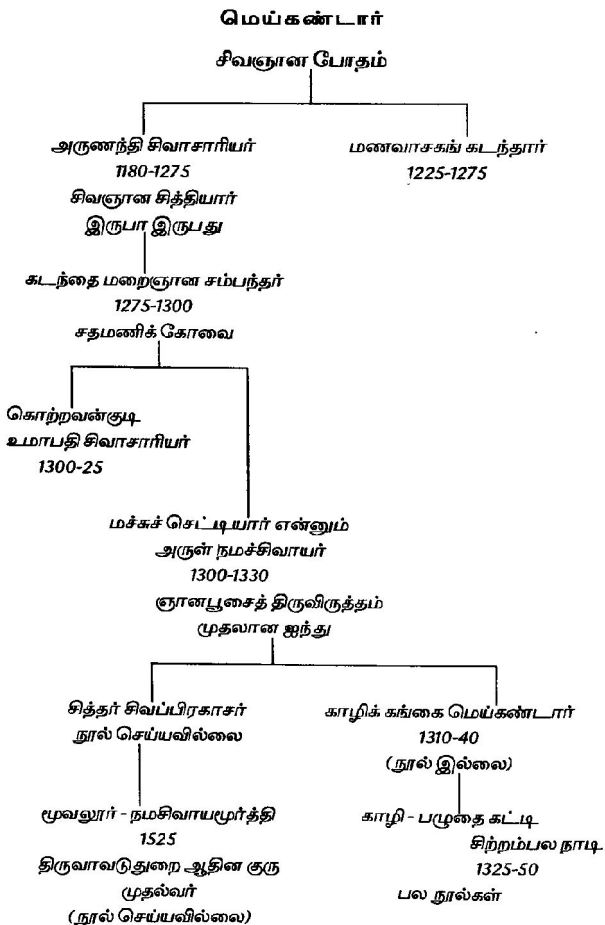 மெய்கண்டார்
சிவஞான போதம்
அருணந்தி சிவாசாரியர்
1180-1275
சிவஞான சித்தியார்
இருபா இருபது
மணவாசகங் கடந்தார்
1225-1275
கடந்தை மறைஞான சம்பந்தர்
1275-1300
சதமணிக் கோவை
கொற்றவன்குடி
உமாபதி சிவாசாரியர்
1300-25
மச்சுச் செட்டியார் என்னும்
அருள் நமச்சிவாயர்
1300-1330
ஞானபூசைத் திருவிருத்தம்
முதலான ஐந்து
சித்தர் சிவப்பிரகாசர்
நூல் செய்யவில்லை
காழிக் கங்கை மெய்கண்டார்
1310-40
(நூல் இல்லை)
மூவலூர் - நமசிவாயமூர்த்தி
1525
திருவாவடுதுறை ஆதின குரு
முதல்வர்
(நூல் செய்யவில்லை)
காழி - பழுதை கட்டி
சிற்றம்பல நாடி
1325-50
பல நூல்கள்